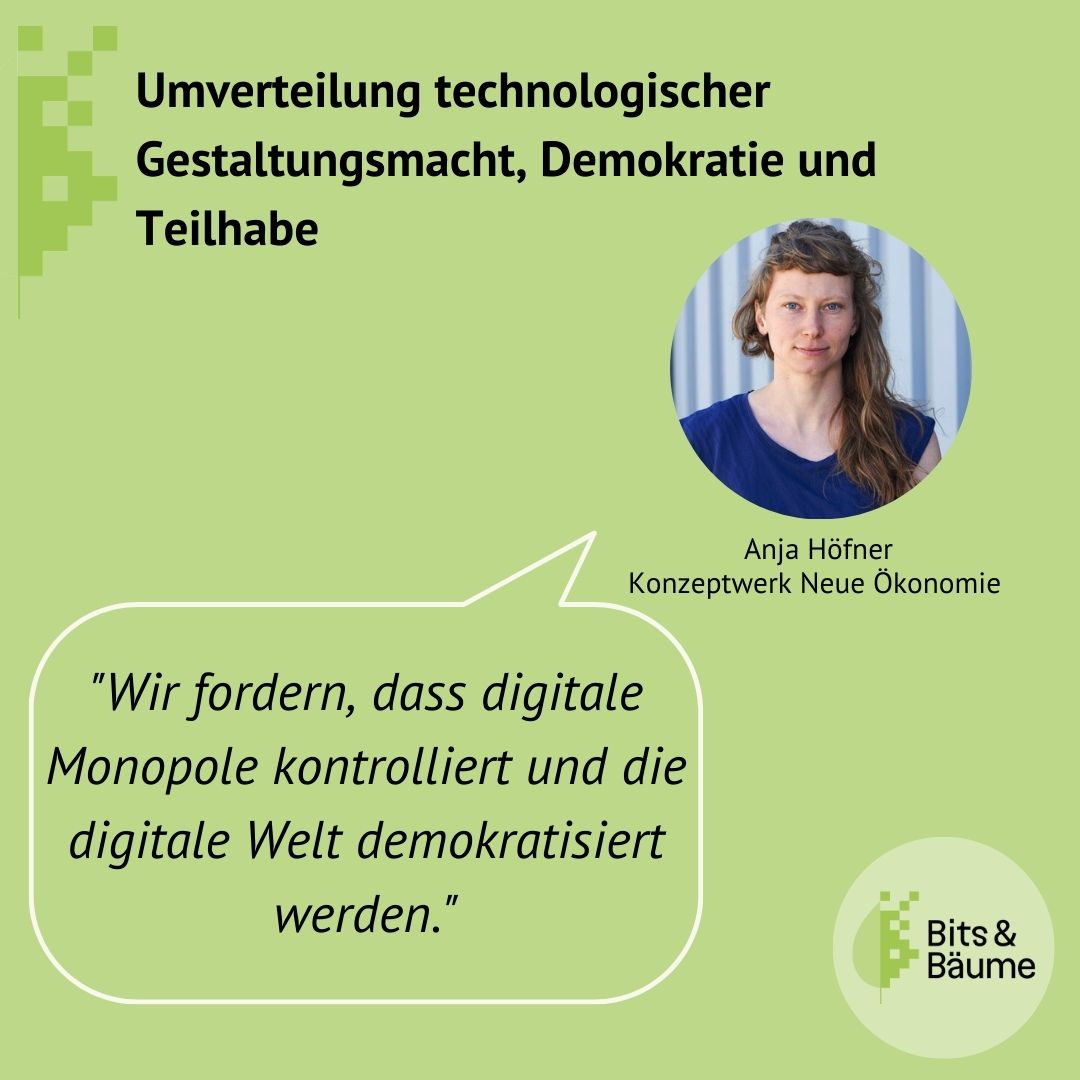 Umverteilung technologischer
Gestaltungsmacht, Demokratie und
Teilhabe
Anja Höfner
Konzeptwerk Neue Ökonomie
"Wir fordern, dass digitale
Monopole kontrolliert und die
digitale Welt demokratisiert
werden."
Bits &
Bäume